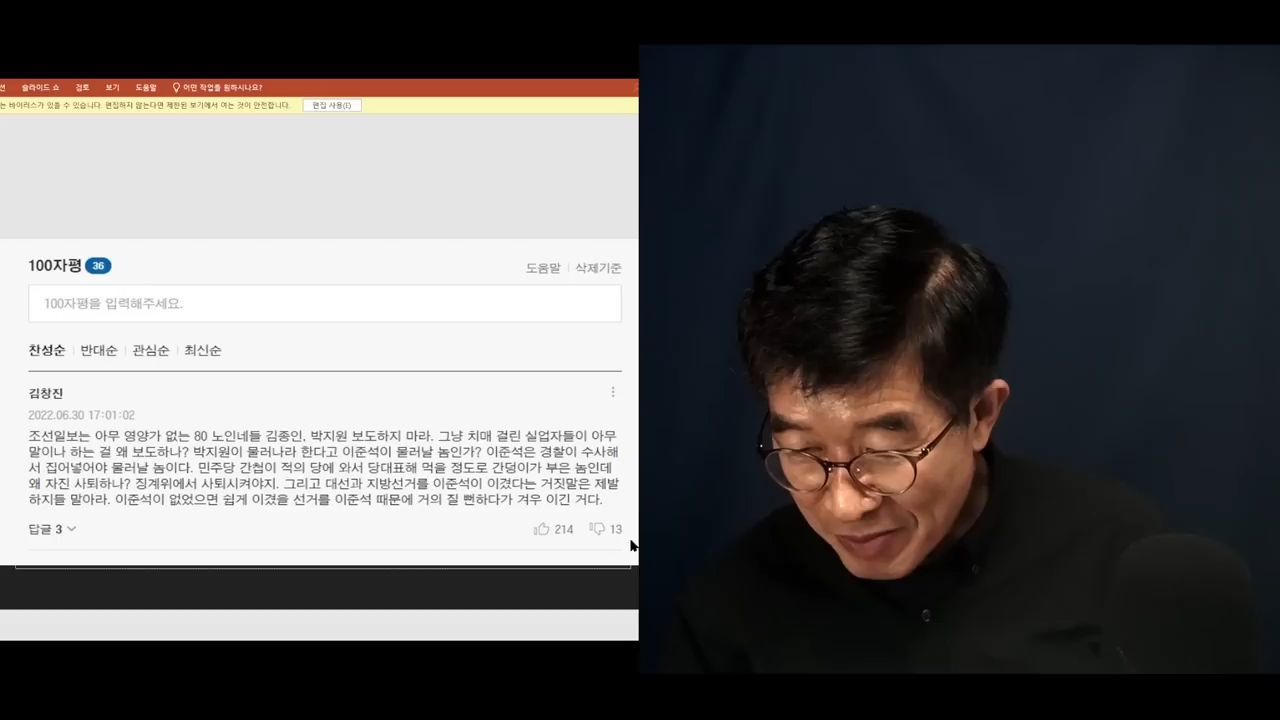 션 슬라이드 쇼 검토 보기 도움말 어떤 작업을 원하시나요?
는 바이러스가 있을 수 있습니다. 편집하지 않는다면 제한된 보기에서 여는 것이 안전합니다. 편집 사용(E)
100자평 36 도움말 삭제기준
100자평을 입력해주세요.
찬성순 반대순 관심순 최신순
김창진
2022.06.30 17:01:02
조선일보는 아무 영양가 없는 80 노인네들 김종인, 박지원 보도하지 마라. 그냥 치매 걸린 실업자들이 아무
말이나 하는 걸 왜 보도하나? 박지원이 물러나라 한다고 이준석이 물러날 놈인가? 이준석은 경찰이 수사해
서 집어넣어야 물러날 놈이다. 민주당 간첩이 적의 당에 와서 당대표해 먹을 정도로 간덩이가 부은 놈인데
왜 자진 사퇴하나? 징계위에서 사퇴시켜야지. 그리고 대선과 지방선거를 이준석이 이겼다는 거짓말은 제발
하지들 말아라. 이준석이 없었으면 쉽게 이겼을 선거를 이준석 때문에 거의 질 뻔하다가 겨우 이긴 거다.
답글 3 214 13